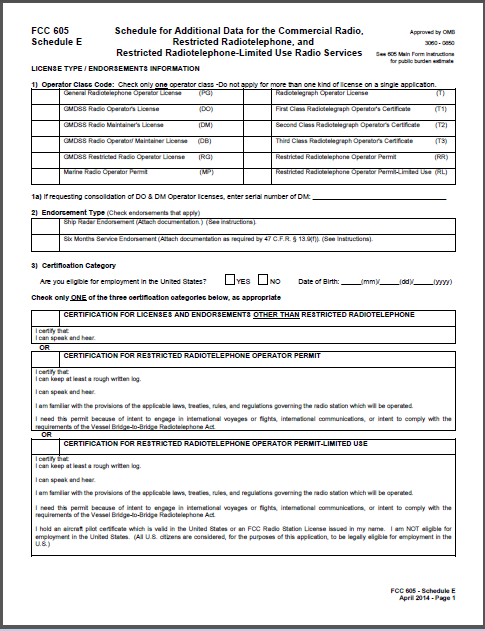 FCC 605
Schedule E
Schedule for Additional Data for the Commercial Radio,
Restricted Radiotelephone, and
Restricted Radiotelephone-Limited Use Radio Services
Approved by OMB
3060 - 0850
See 605 Main Form Instructions
for public burden estimate
LICENSE TYPE / ENDORSEMENTS INFORMATION
1) Operator Class Code: Check only one operator class -Do not apply for more than one kind of license on a single application.
General Radiotelephone Operator License (PG)
Radiotelegraph Operator License (T)
GMDSS Radio Operator's License (DO)
First Class Radiotelegraph Operator's Certificate (T1)
GMDSS Radio Maintainer's License (DM)
Second Class Radiotelegraph Operator's Certificate (T2)
GMDSS Radio Operator/ Maintainer License (DB)
Third Class Radiotelegraph Operator's Certificate (T3)
GMDSS Restricted Radio Operator License (RG)
Restricted Radiotelephone Operator Permit (RR)
Marine Radio Operator Permit (MP)
Restricted Radiotelephone Operator Permit-Limited Use (RL)
1a) If requesting consolidation of DO & DM Operator licenses, enter serial number of DM:
2) Endorsement Type (Check endorsements that apply)
Ship Radar Endorsement (Attach documentation.) (See Instructions).
Six Months Service Endorsement (Attach documentation as required by 47 C.F.R. § 13.9(f)). (See Instructions).
3) Certification Category
Are you eligible for employment in the United States? YES NO Date of Birth: _____(mm)/_____(dd)/_____(yyyy)
Check only ONE of the three certification categories below, as appropriate
CERTIFICATION FOR LICENSES AND ENDORSEMENTS OTHER THAN RESTRICTED RADIOTELEPHONE
I certify that:
I can speak and hear.
OR
CERTIFICATION FOR RESTRICTED RADIOTELEPHONE OPERATOR PERMIT
I certify that:
I can keep at least a rough written log.
I can speak and hear.
I am familiar with the provisions of the applicable laws, treaties, rules, and regulations governing the radio station which will be operated.
I need this permit because of intent to engage in international voyages or flights, international communications, or intent to comply with the
requirements of the Vessel Bridge-to-Bridge Radiotelephone Act.
OR
CERTIFICATION FOR RESTRICTED RADIOTELEPHONE OPERATOR PERMIT-LIMITED USE
I certify that:
I can keep at least a rough written log.
I can speak and hear.
I am familiar with the provisions of the applicable laws, treaties, rules, and regulations governing the radio station which will be operated.
I need this permit because of intent to engage in international voyages or flights, international communications, or intent to comply with the
requirements of the Vessel Bridge-to-Bridge Radiotelephone Act.
I hold an aircraft pilot certificate which is valid in the United States or an FCC Radio Station License issued in my name. I am NOT eligible for
employment in the United States. (All U.S. citizens are considered, for the purposes of this application, to be legally eligible for employment in the
U.S.)
FCC 605 - Schedule E
April 2014 - Page 1